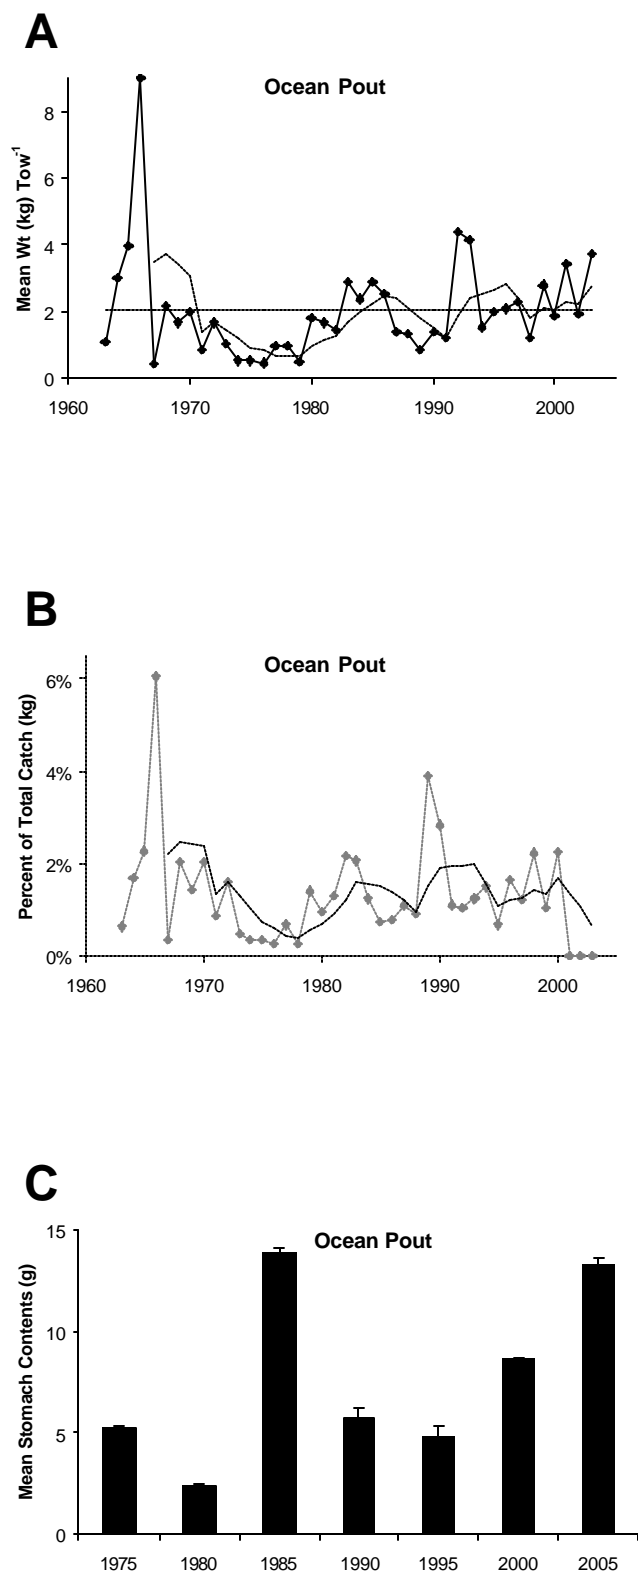 A
Ocean Pout
Mean Wt (kg) Tow-1
8
6
4
2
0
1960 1970 1980 1990 2000
B
Ocean Pout
Percent of Total Catch (kg)
6%
4%
2%
0%
1960 1970 1980 1990 2000
C
Ocean Pout
Mean Stomach Contents (g)
15
10
5
0
1975 1980 1985 1990 1995 2000 2005